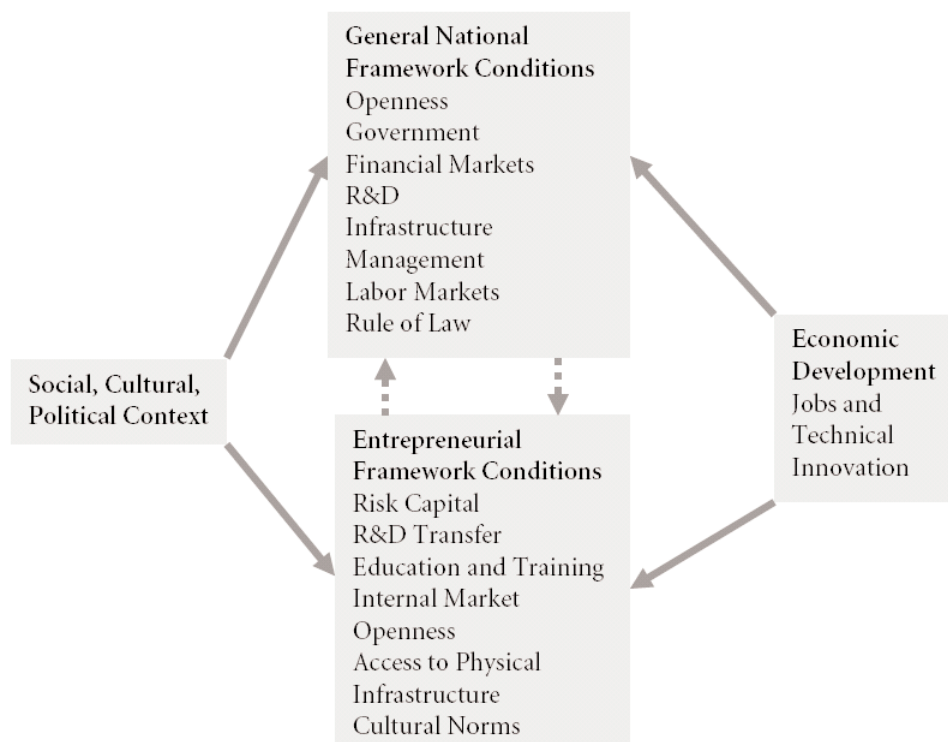 General National
Framework Conditions
Openness
Government
Financial Markets
R&D
Infrastructure
Management
Labor Markets
Rule of Law
Social, Cultural,
Political Context
Economic
Development
Jobs and
Technical
Innovation
Entrepreneurial
Framework Conditions
Risk Capital
R&D Transfer
Education and Training
Internal Market
Openness
Access to Physical
Infrastructure
Cultural Norms